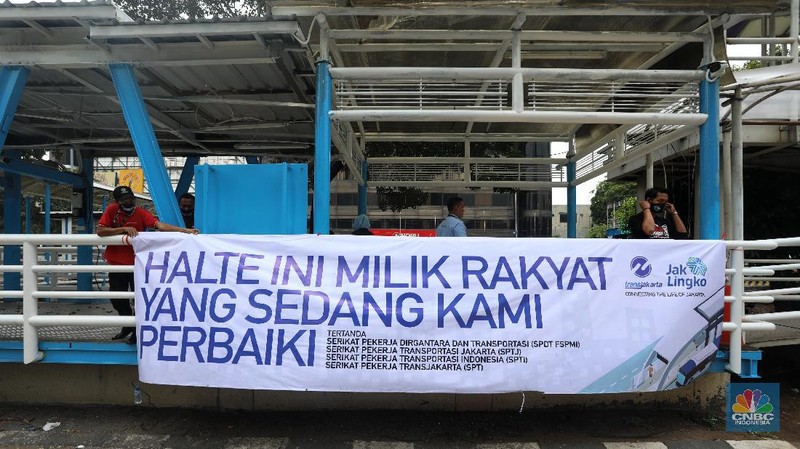 HALTE INI MILIK RAKYAT
YANG SEDANG KAMI
PERBAIKI
TERTANDA
SERIKAT PEKERJA DIRGANTARA DAN TRANSPORTASI (SPDT FSPMI)
SERIKAT PEKERJA TRANSPORTASI JAKARTA (SPTJ)
SERIKAT PEKERJA TRANSPORTASI INDONESIA (SPTI)
SERIKAT PEKERJA TRANSJAKARTA (SPT)
transjakarta
Jak
Lingko
CONNECTING THE LIFE OF JAKARTA
CNBC
INDONESIA